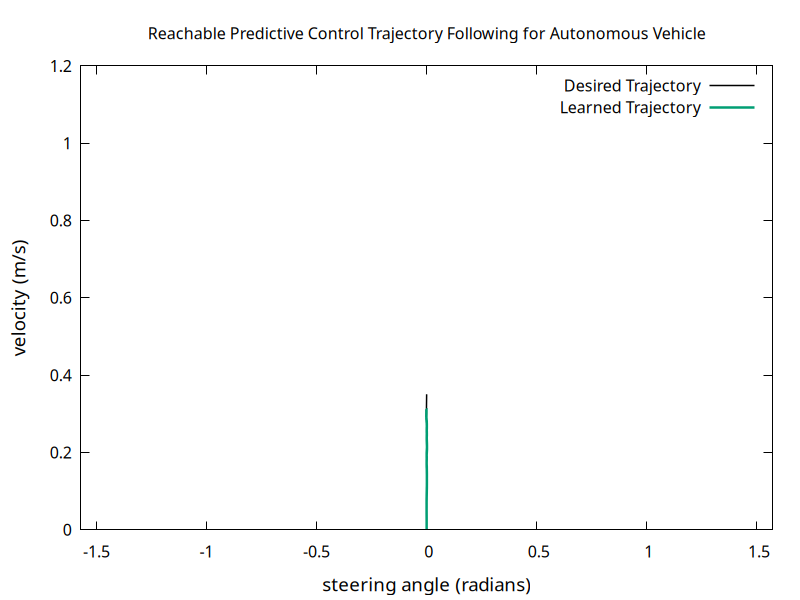 Reachable Predictive Control Trajectory Following for Autonomous Vehicle
Desired Trajectory
Learned Trajectory
1.2
1
0.8
0.6
0.4
0.2
0
velocity (m/s)
-1.5
-1
-0.5
0
0.5
1
1.5
steering angle (radians)